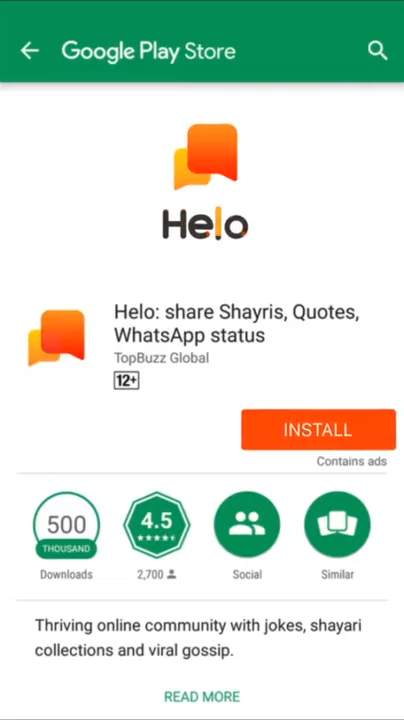 Google Play Store
Helo
Helo: share Shayris, Quotes,
WhatsApp status
TopBuzz Global
12+
INSTALL
Contains ads
500
THOUSAND
Downloads
4.5
2,700
Social
Similar
Thriving online community with jokes, shayari
collections and viral gossip.
READ MORE